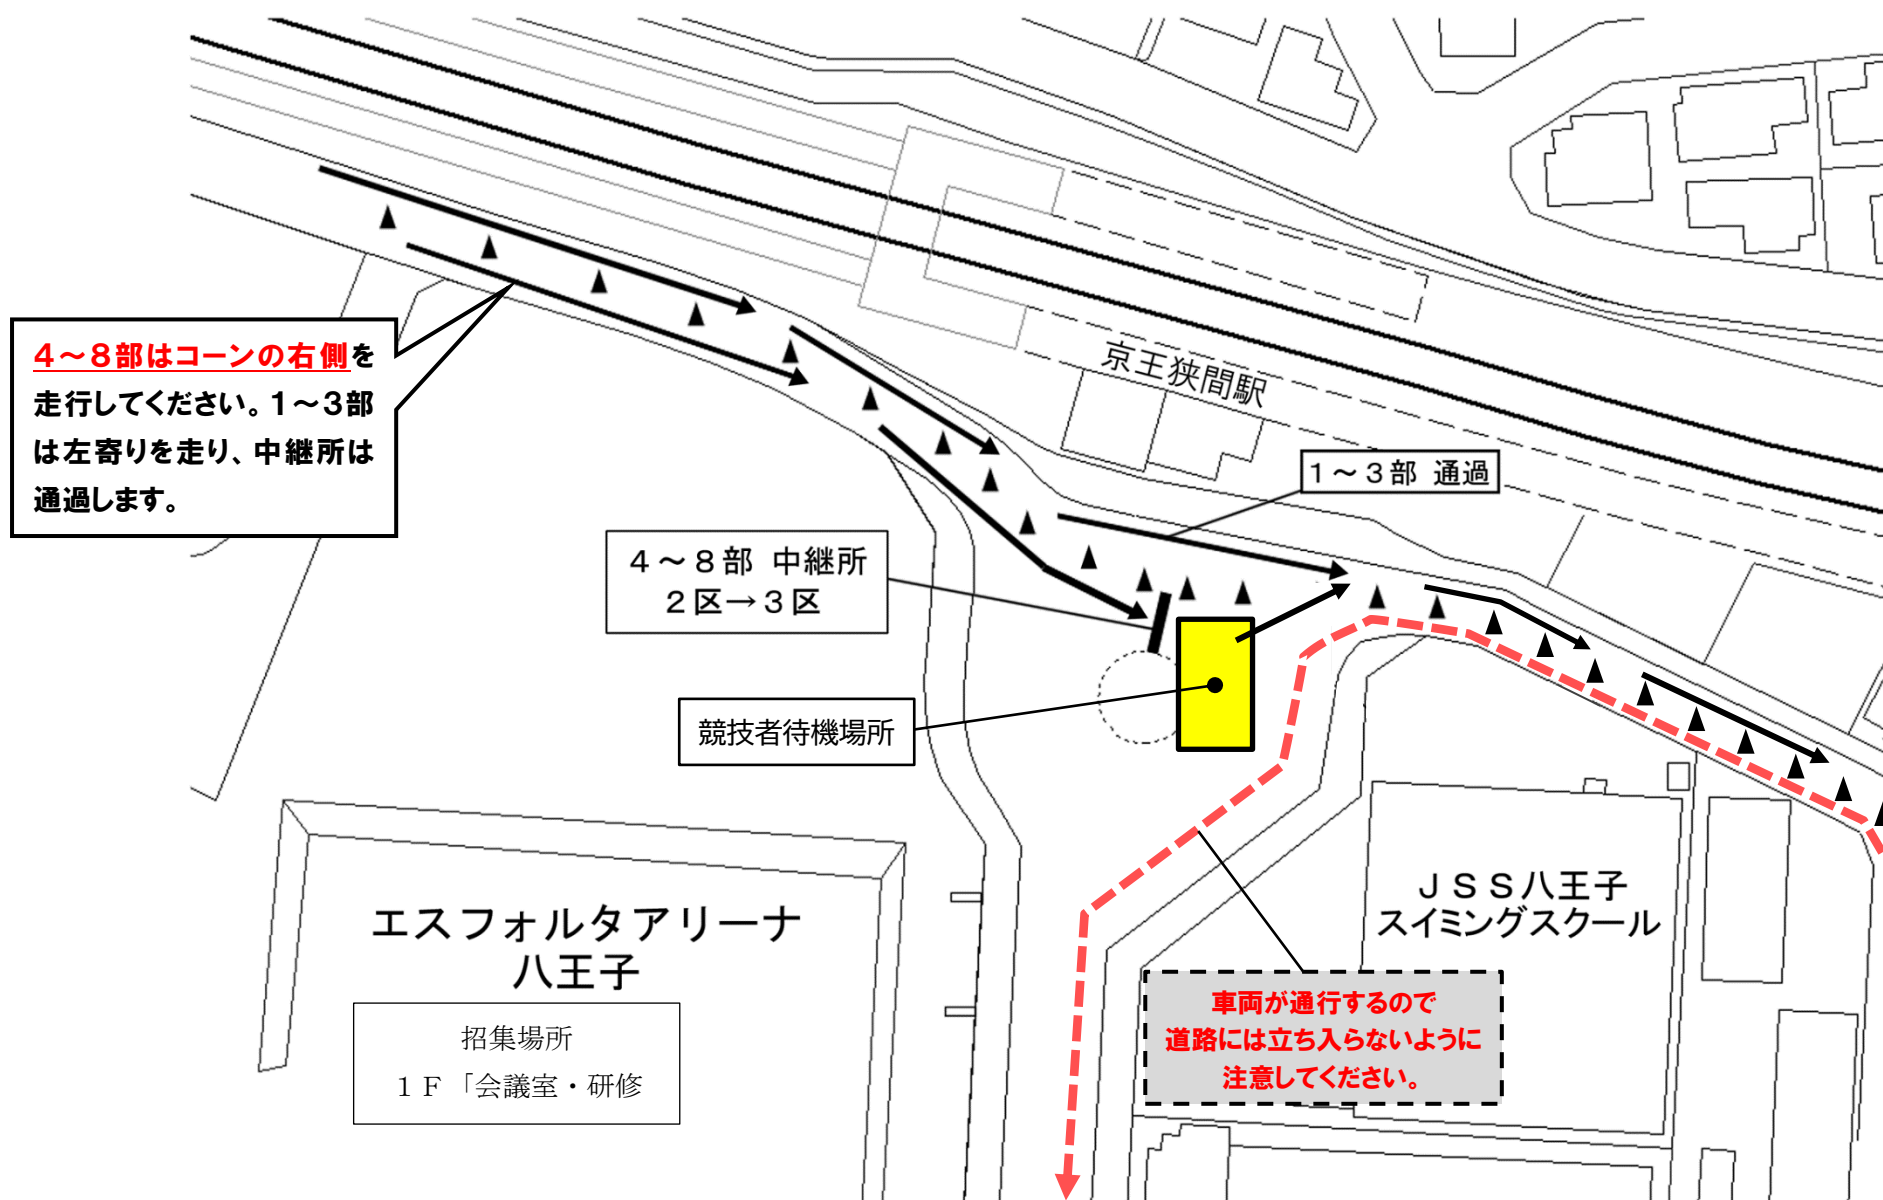 京王狭間駅
4～8部はコーンの右側を
走行してください。1～3部
は左寄りを走り、中継所は
通過します。
1～3部 通過
4～8部 中継所
2区→3区
競技者待機場所
エスフォルタアリーナ
八王子
招集場所
1F「会議室・研修
JSS八王子
スイミングスクール
車両が通行するので
道路には立ち入らないように
注意してください。